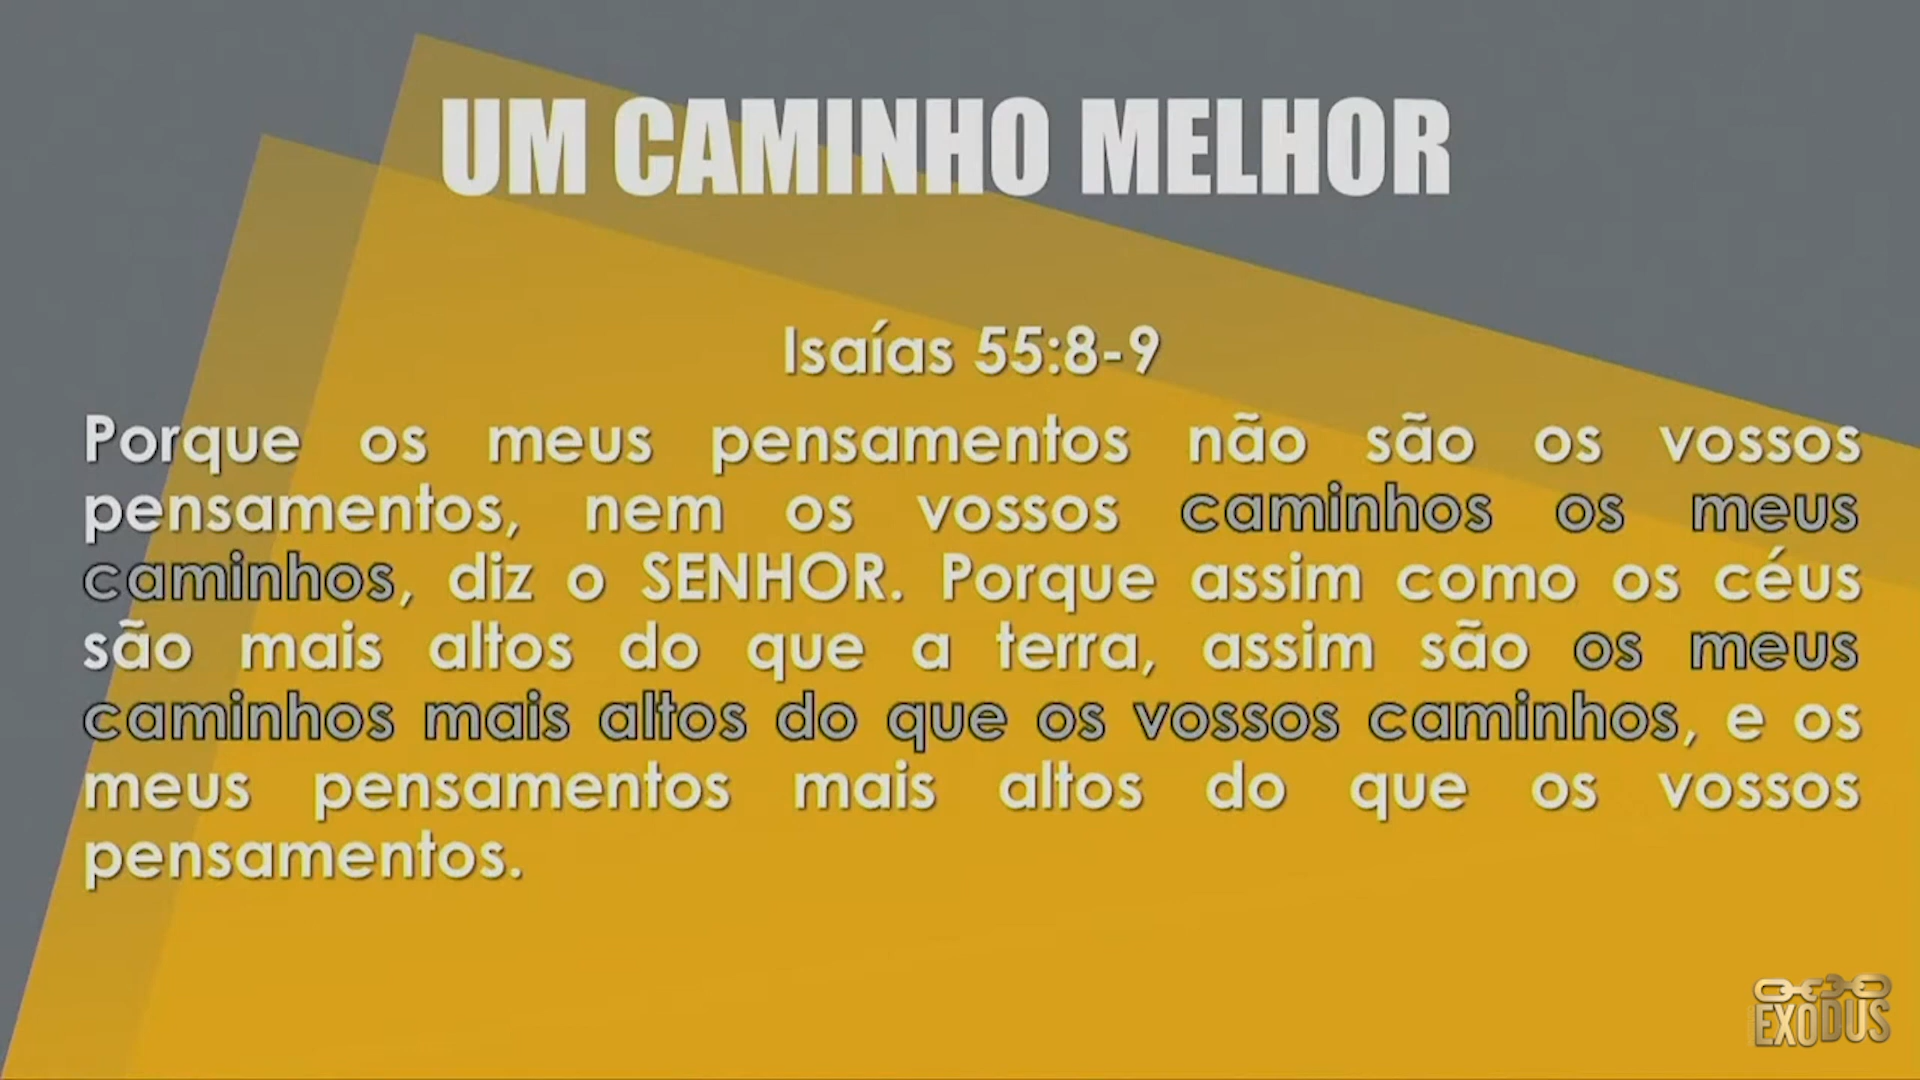 UM CAMINHO MELHOR
Isaías 55:8-9
Porque os meus pensamentos não são os vossos
pensamentos, nem os vossos caminhos os meus
caminhos, diz o SENHOR. Porque assim como os céus
são mais altos do que a terra, assim são os meus
caminhos mais altos do que os vossos caminhos, e os
meus pensamentos mais altos do que os vossos
pensamentos.
EXODUS